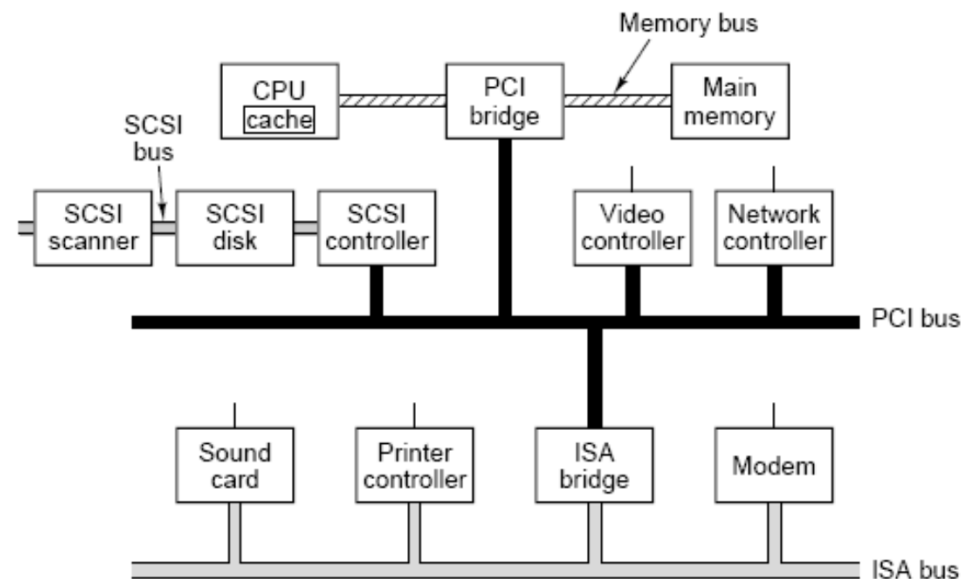 Memory bus
CPU
cache
PCI
bridge
Main
memory
SCSI
bus
SCSI
scanner
SCSI
disk
SCSI
controller
Video
controller
Network
controller
PCI bus
Sound
card
Printer
controller
ISA
bridge
Modem
ISA bus